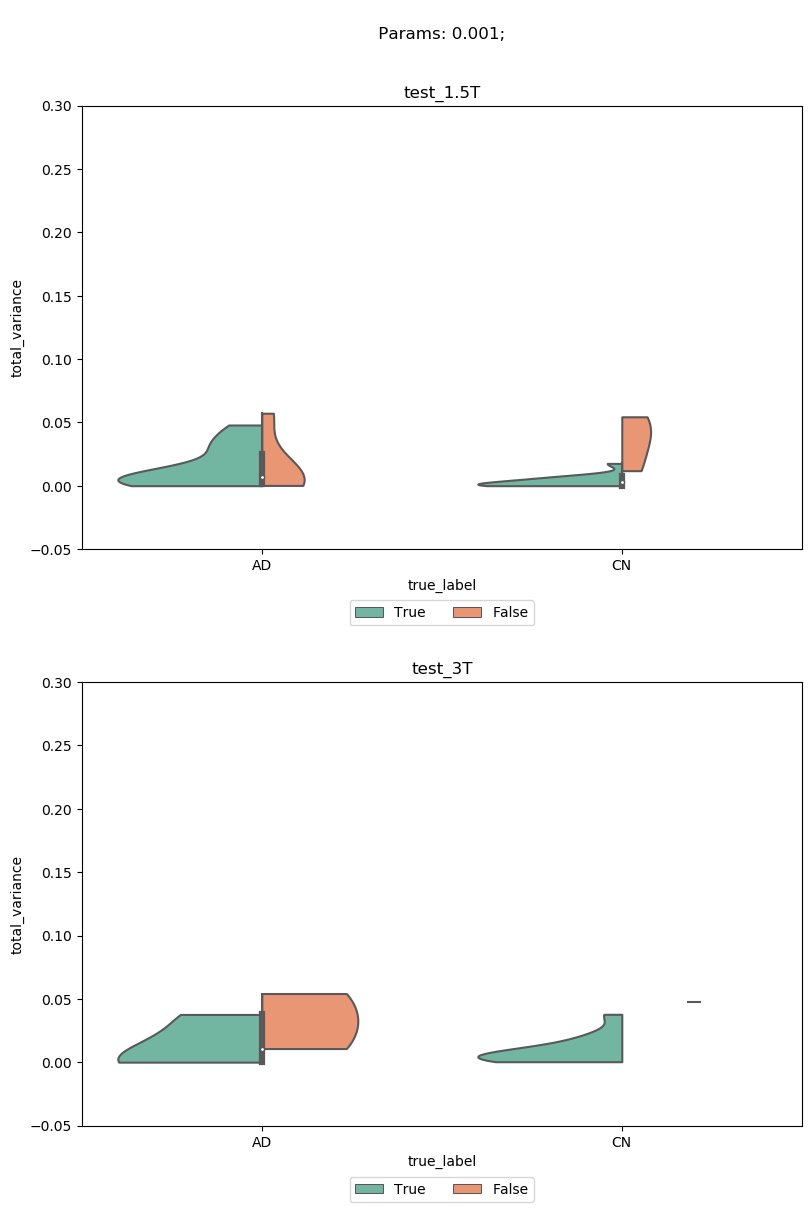 Params: 0.001;
test_1.5T
0.30
0.25
0.20
0.15
0.10
0.05
0.00
−0.05
total_variance
AD
CN
true_label
True
False
test_3T
0.30
0.25
0.20
0.15
0.10
0.05
0.00
−0.05
total_variance
AD
CN
true_label
True
False